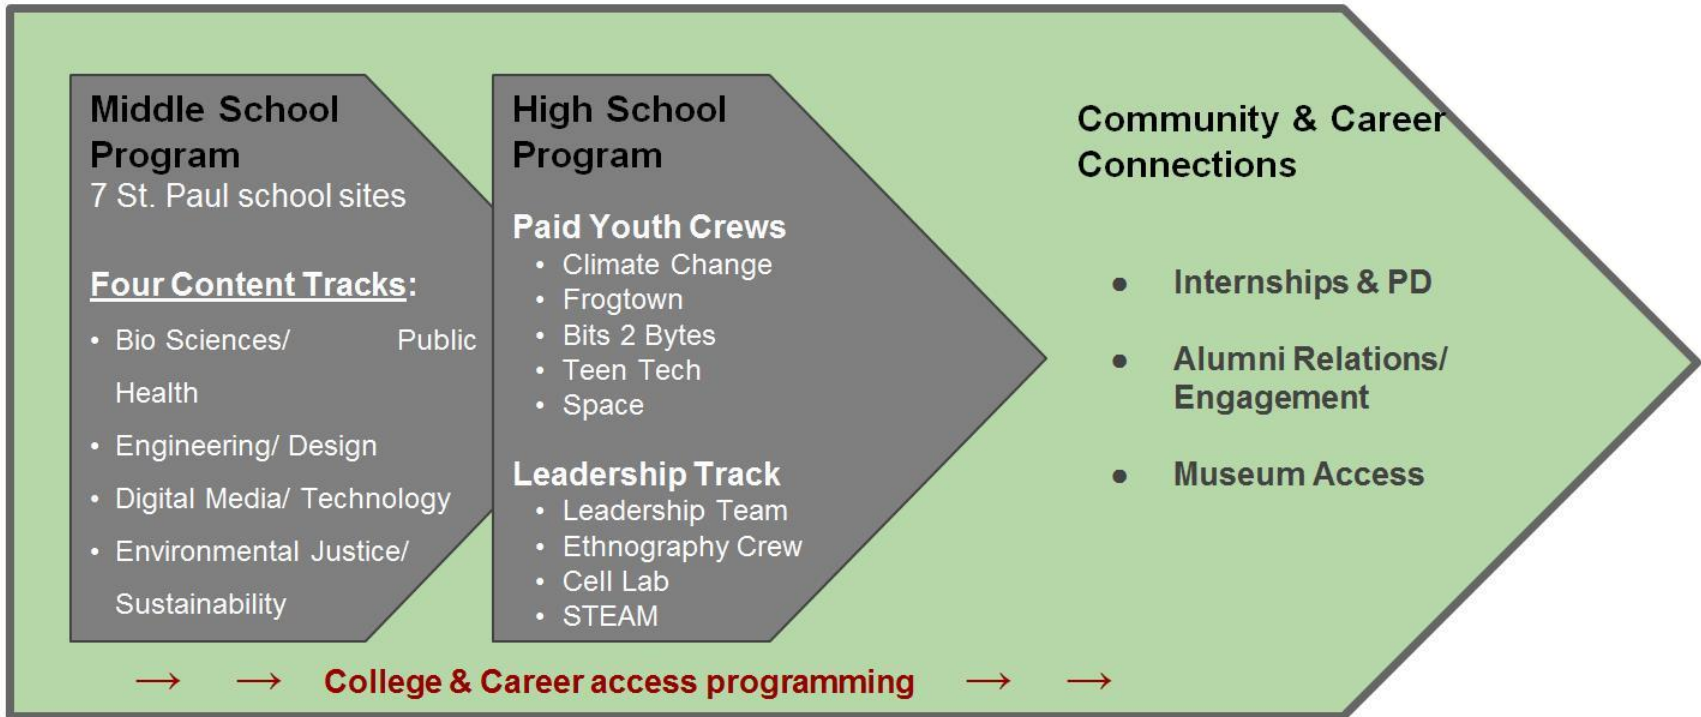 Middle School
Program
7 St. Paul school sites
Four Content Tracks:
• Bio Sciences/ Public
Health
• Engineering/ Design
• Digital Media/ Technology
• Environmental Justice/
Sustainability
High School
Program
Paid Youth Crews
• Climate Change
• Frogtown
• Bits 2 Bytes
• Teen Tech
• Space
Leadership Track
• Leadership Team
• Ethnography Crew
• Cell Lab
• STEAM
Community & Career
Connections
● Internships & PD
● Alumni Relations/
Engagement
● Museum Access
→ → College & Career access programming → →